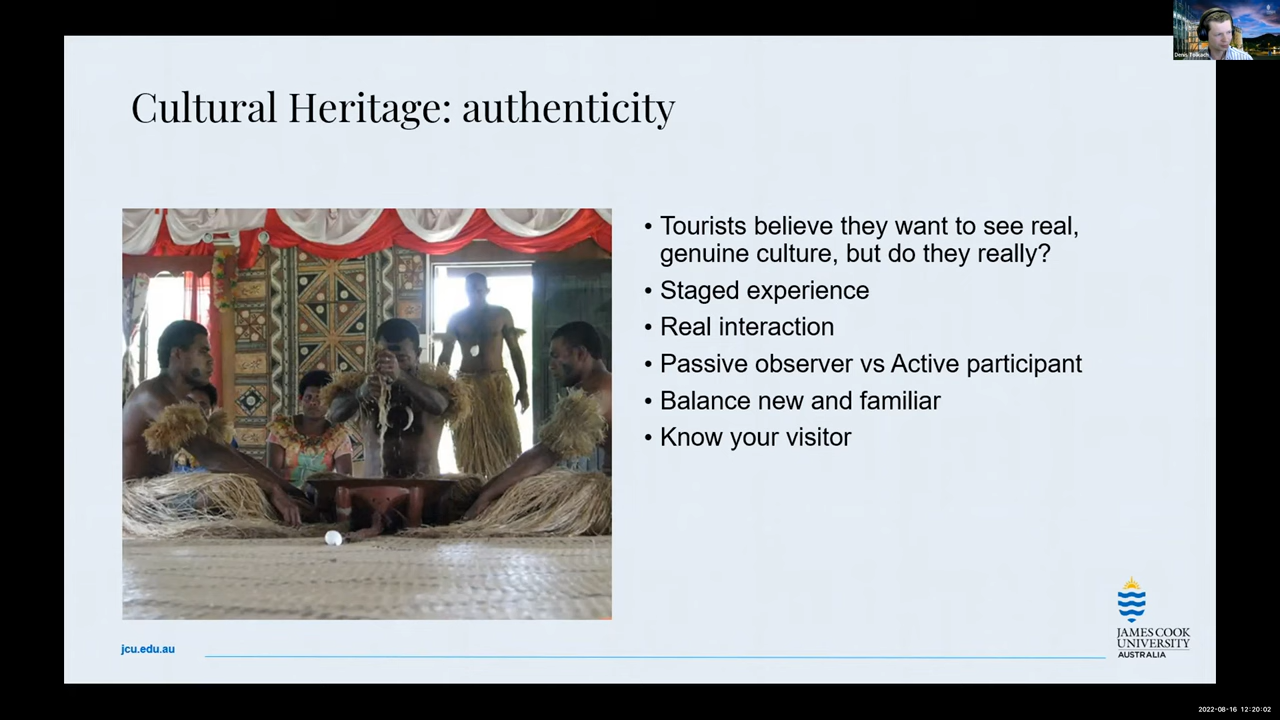 Denis Tolkach
Cultural Heritage: authenticity
• Tourists believe they want to see real,
genuine culture, but do they really?
• Staged experience
• Real interaction
• Passive observer vs Active participant
• Balance new and familiar
• Know your visitor
jcu.edu.au
JAMES COOK
UNIVERSITY
AUSTRALIA
2022-08-16 12:20:02